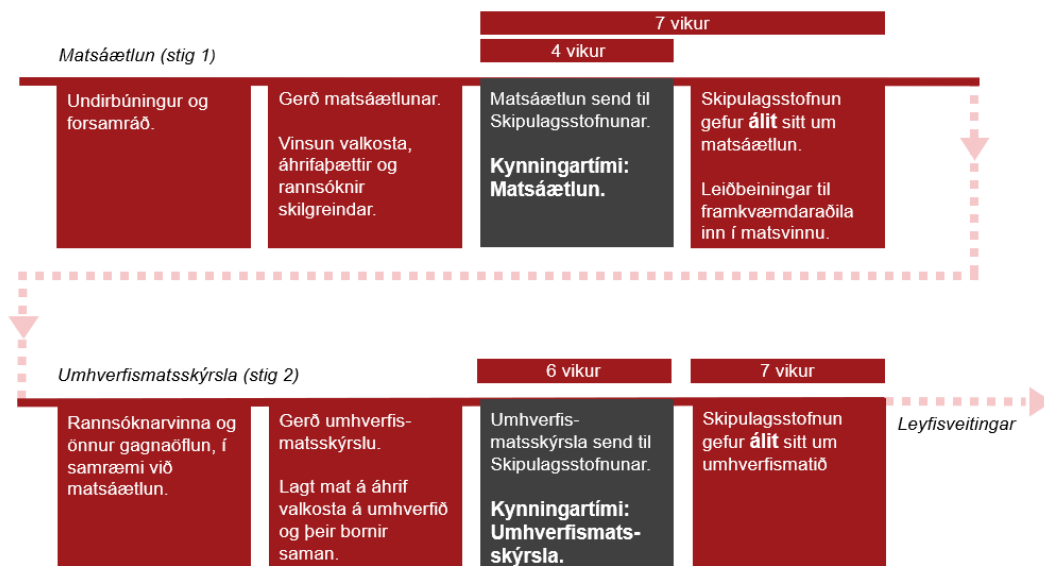 7 vikur
Matsáætlun (stig 1)
4 vikur
Undirbúningur og
forsamráð.
Gerð matsáætlunar.
Vinsun valkosta,
áhrifaþættir og
rannsóknir
skilgreindar.
Matsáætlun send til
Skipulagsstofnunar.
Kynningartími:
Matsáætlun.
Skipulagsstofnun
gefur álit sitt um
matsáætlun.
Leiðbeiningar til
framkvæmdaraðila
inn í matsvinnu.
Umhverfismatsskýrsla (stig 2)
6 vikur
7 vikur
Rannsóknarvinna og
önnur gagnaöflun, í
samræmi við
matsáætlun.
Gerð umhverfis-
matsskýrslu.
Lagt mat á áhrif
valkosta á umhverfið
og þeir bornir
saman.
Umhverfis-
matsskýrsla send til
Skipulagsstofnunar.
Kynningartími:
Umhverfismats-
skýrsla.
Skipulagsstofnun
gefur álit sitt um
umhverfismatið
Leyfisveitingar